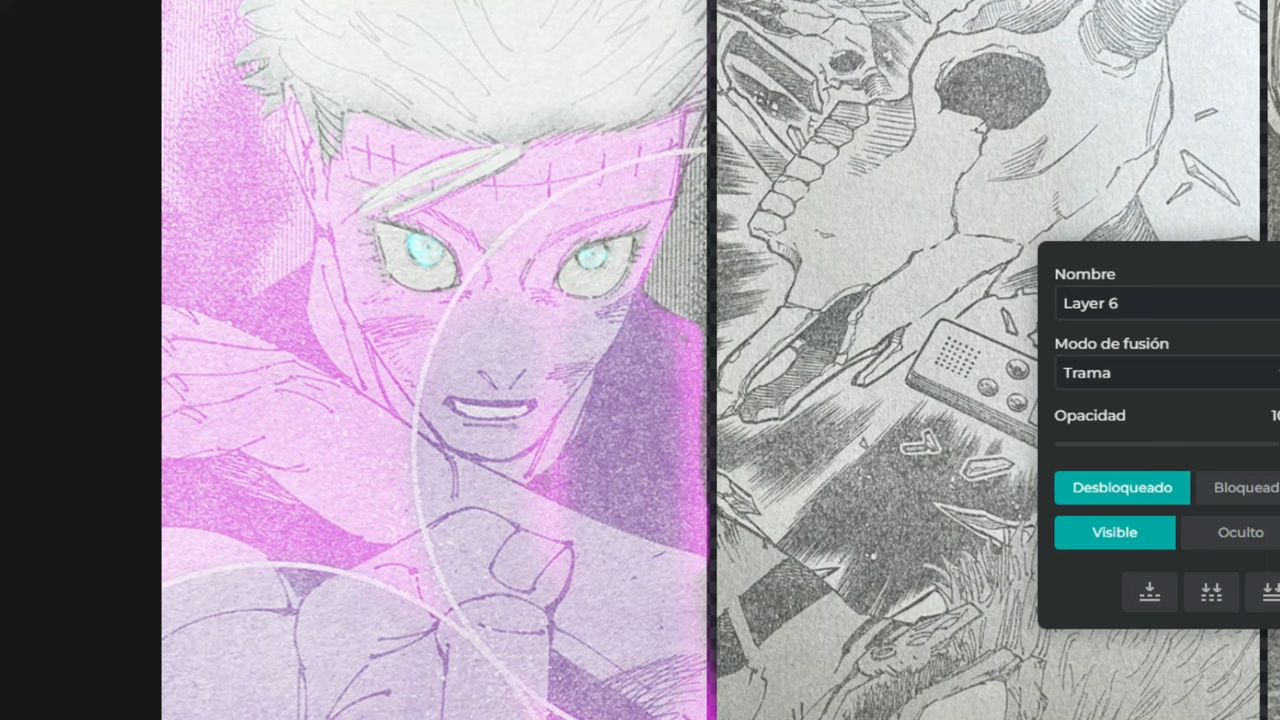 Nombre
Layer 6
Modo de fusión
Trama
Opacidad
Desbloqueado
Visible
Oculto